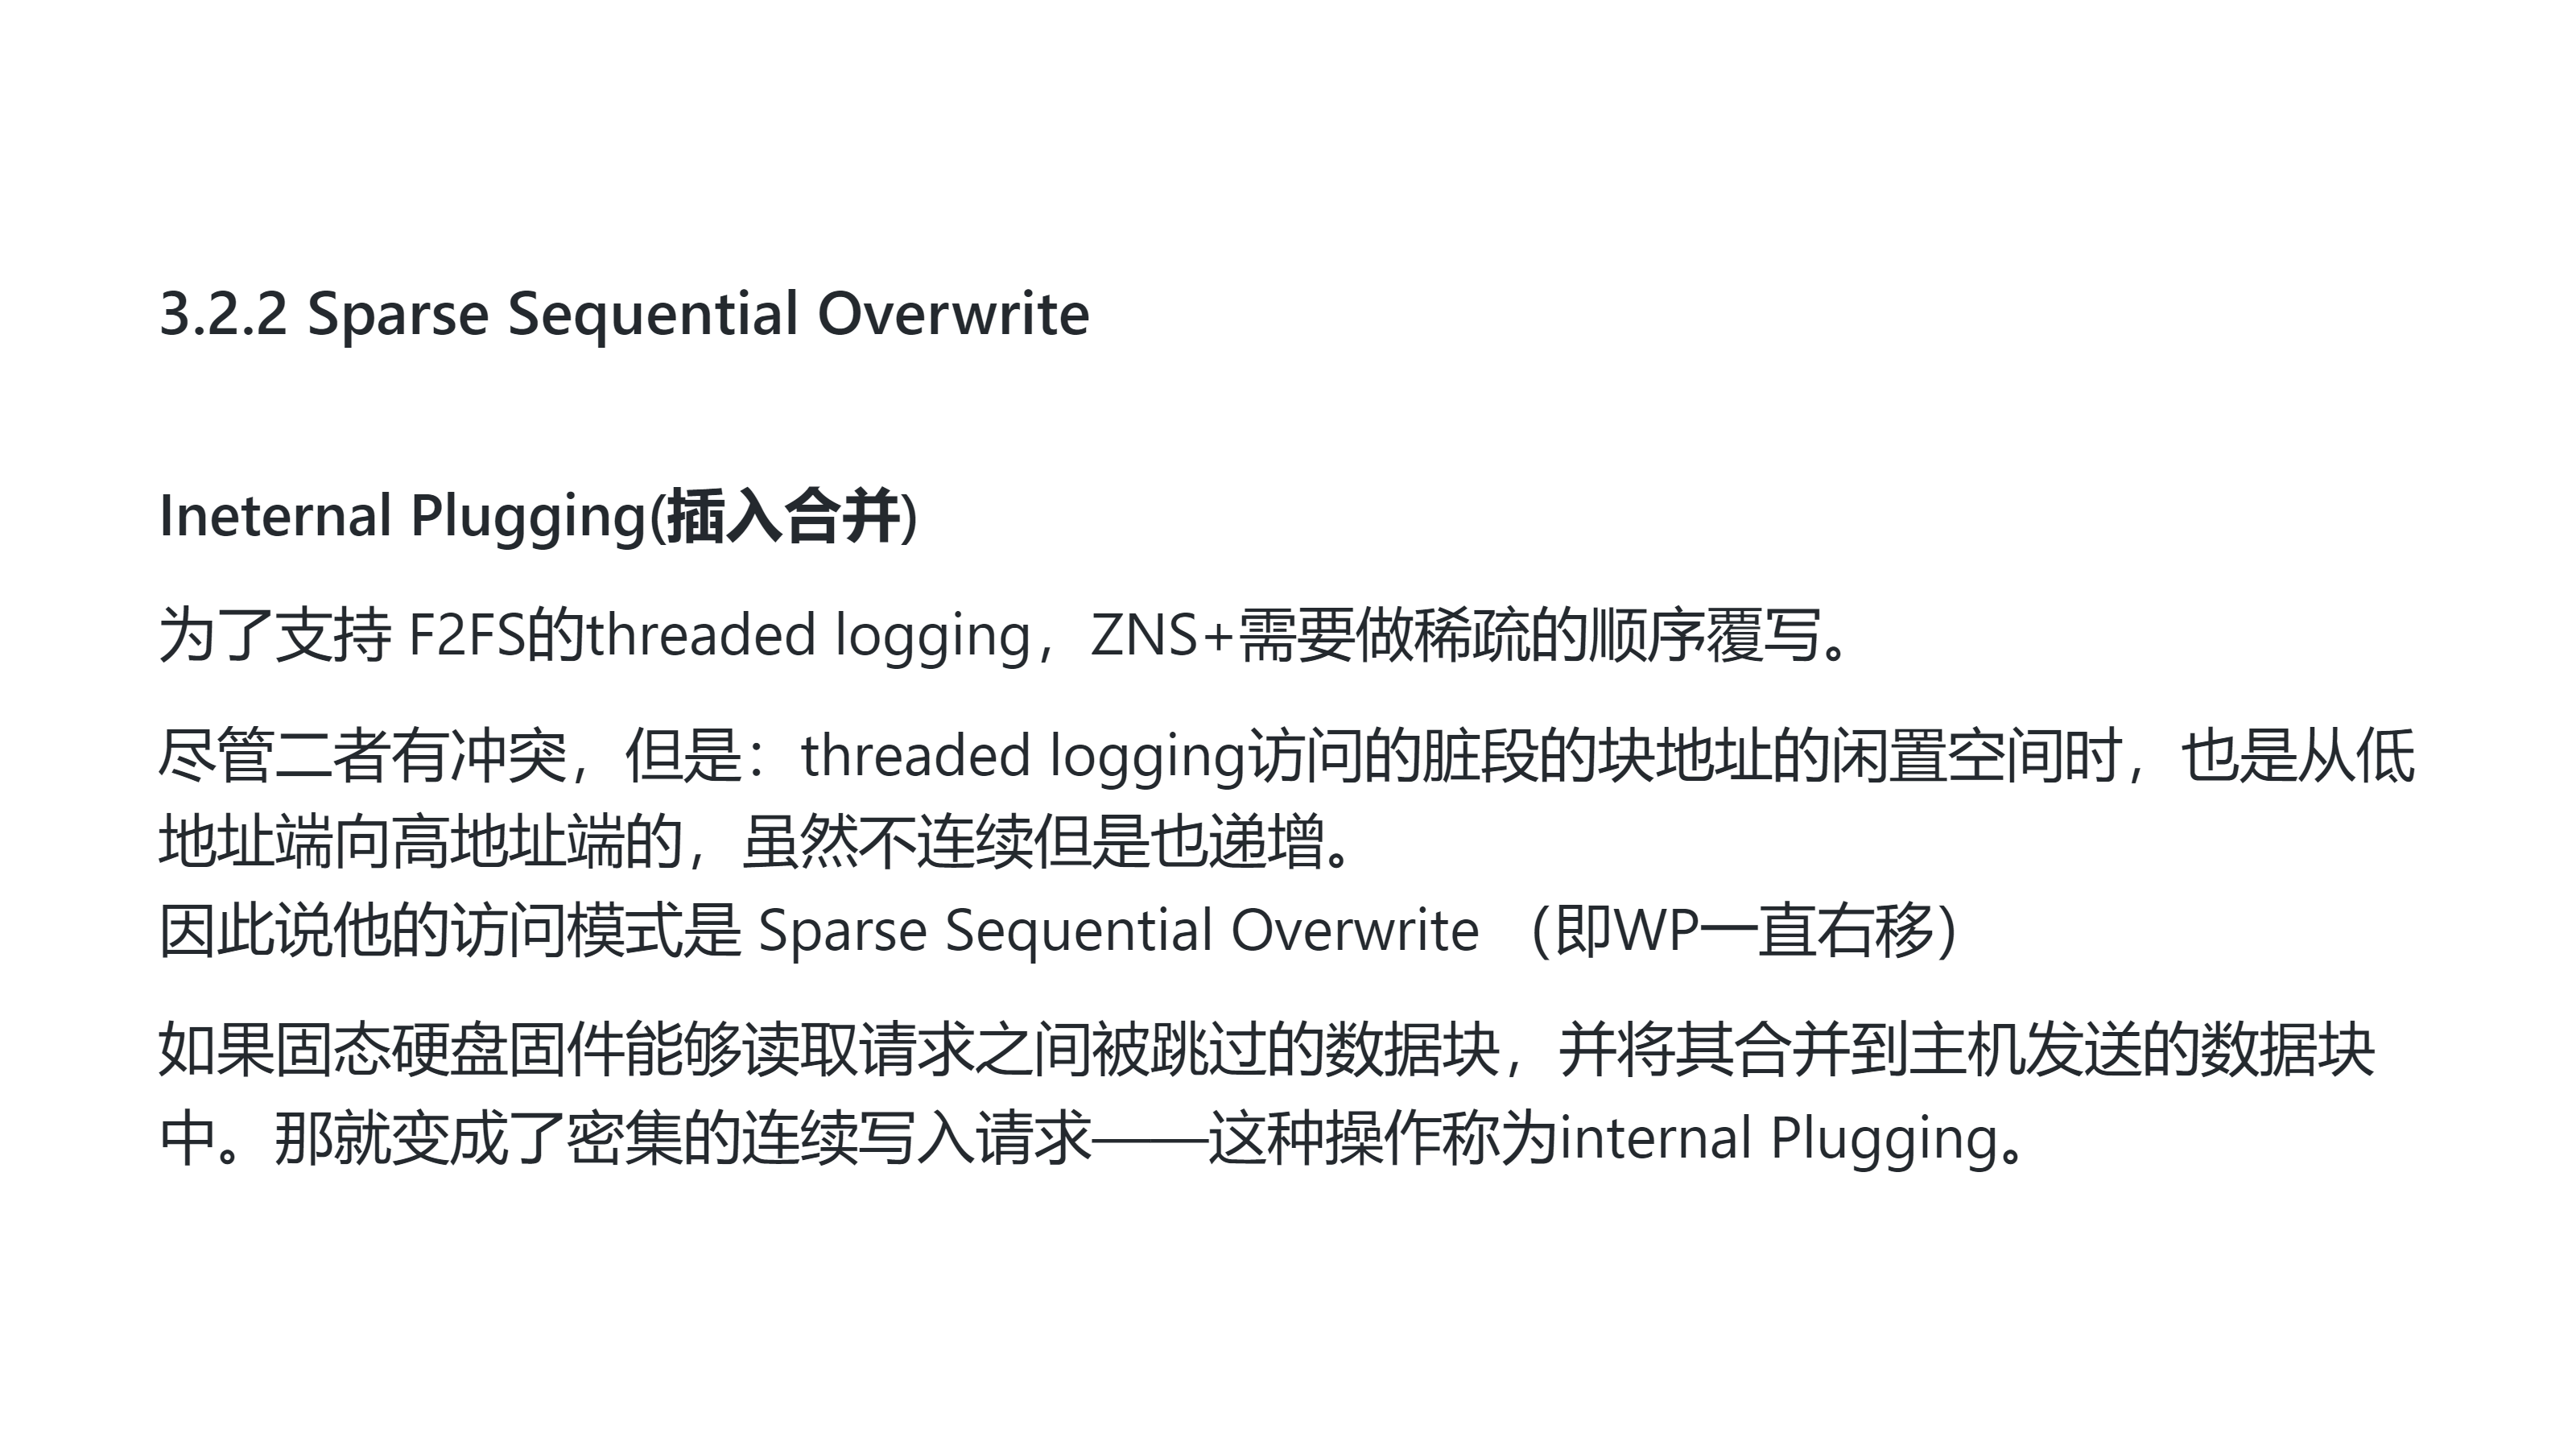 3.2.2 Sparse Sequential Overwrite
Ineternal Plugging(插入合并)
为了支持 F2FS的threaded logging，ZNS+需要做稀疏的顺序覆写。
尽管二者有冲突，但是：threaded logging访问的脏段的块地址的闲置空间时，也是从低
地址端向高地址端的，虽然不连续但是也递增。
因此说他的访问模式是 Sparse Sequential Overwrite （即WP一直右移）
如果固态硬盘固件能够读取请求之间被跳过的数据块，并将其合并到主机发送的数据块
中。那就变成了密集的连续写入请求——这种操作称为internal Plugging。